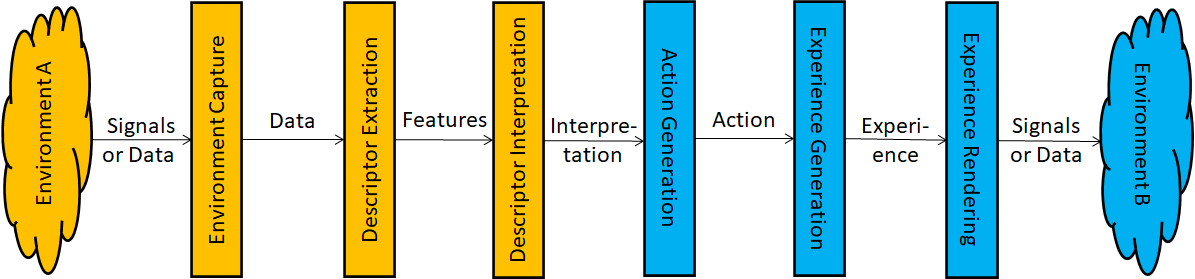 Environment A
Signals
or Data
Environment Capture
Data
Descriptor Extraction
Features
Descriptor Interpretation
Interpre-
tation
Action Generation
Action
Experience Generation
Experi-
ence
Experience Rendering
Signals
or Data
Environment B